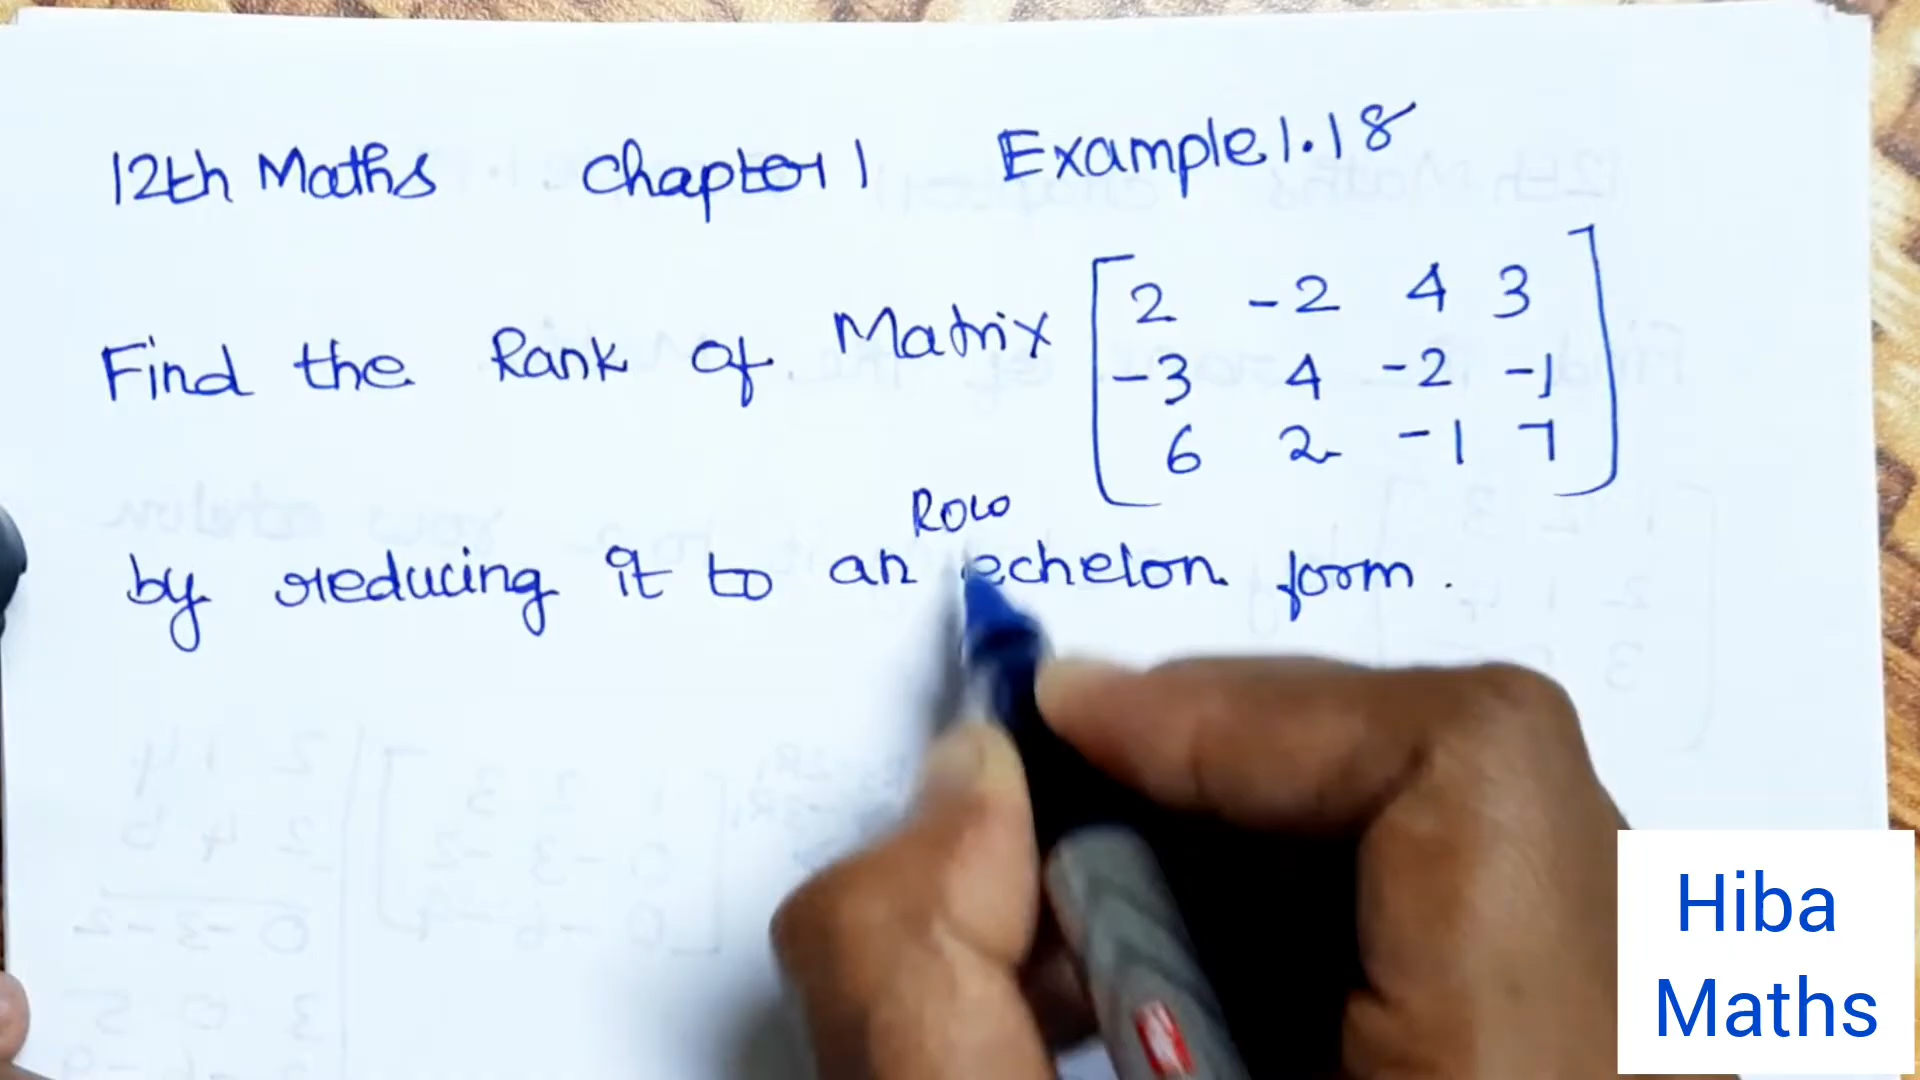 12th Maths Chapter 1 Example 1.18
Find the Rank of Matrix
2 -2 4 3
-3 4 -2 -1
6 2 -1 7
Row
by reducing it to an echelon form.
Hiba
Maths